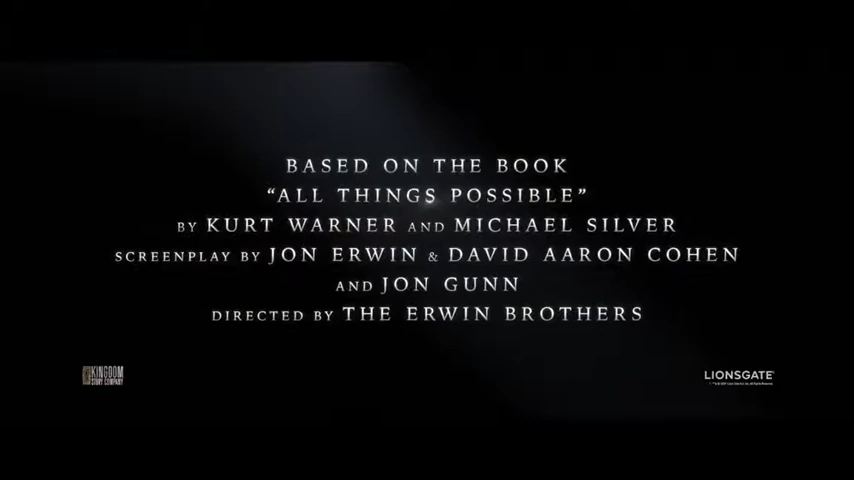 BASED ON THE BOOK
“ALL THINGS POSSIBLE”
BY KURT WARNER AND MICHAEL SILVER
SCREENPLAY BY JON ERWIN & DAVID AARON COHEN
AND JON GUNN
DIRECTED BY THE ERWIN BROTHERS
KINGDOM
STORY COMPANY
LIONSGATE